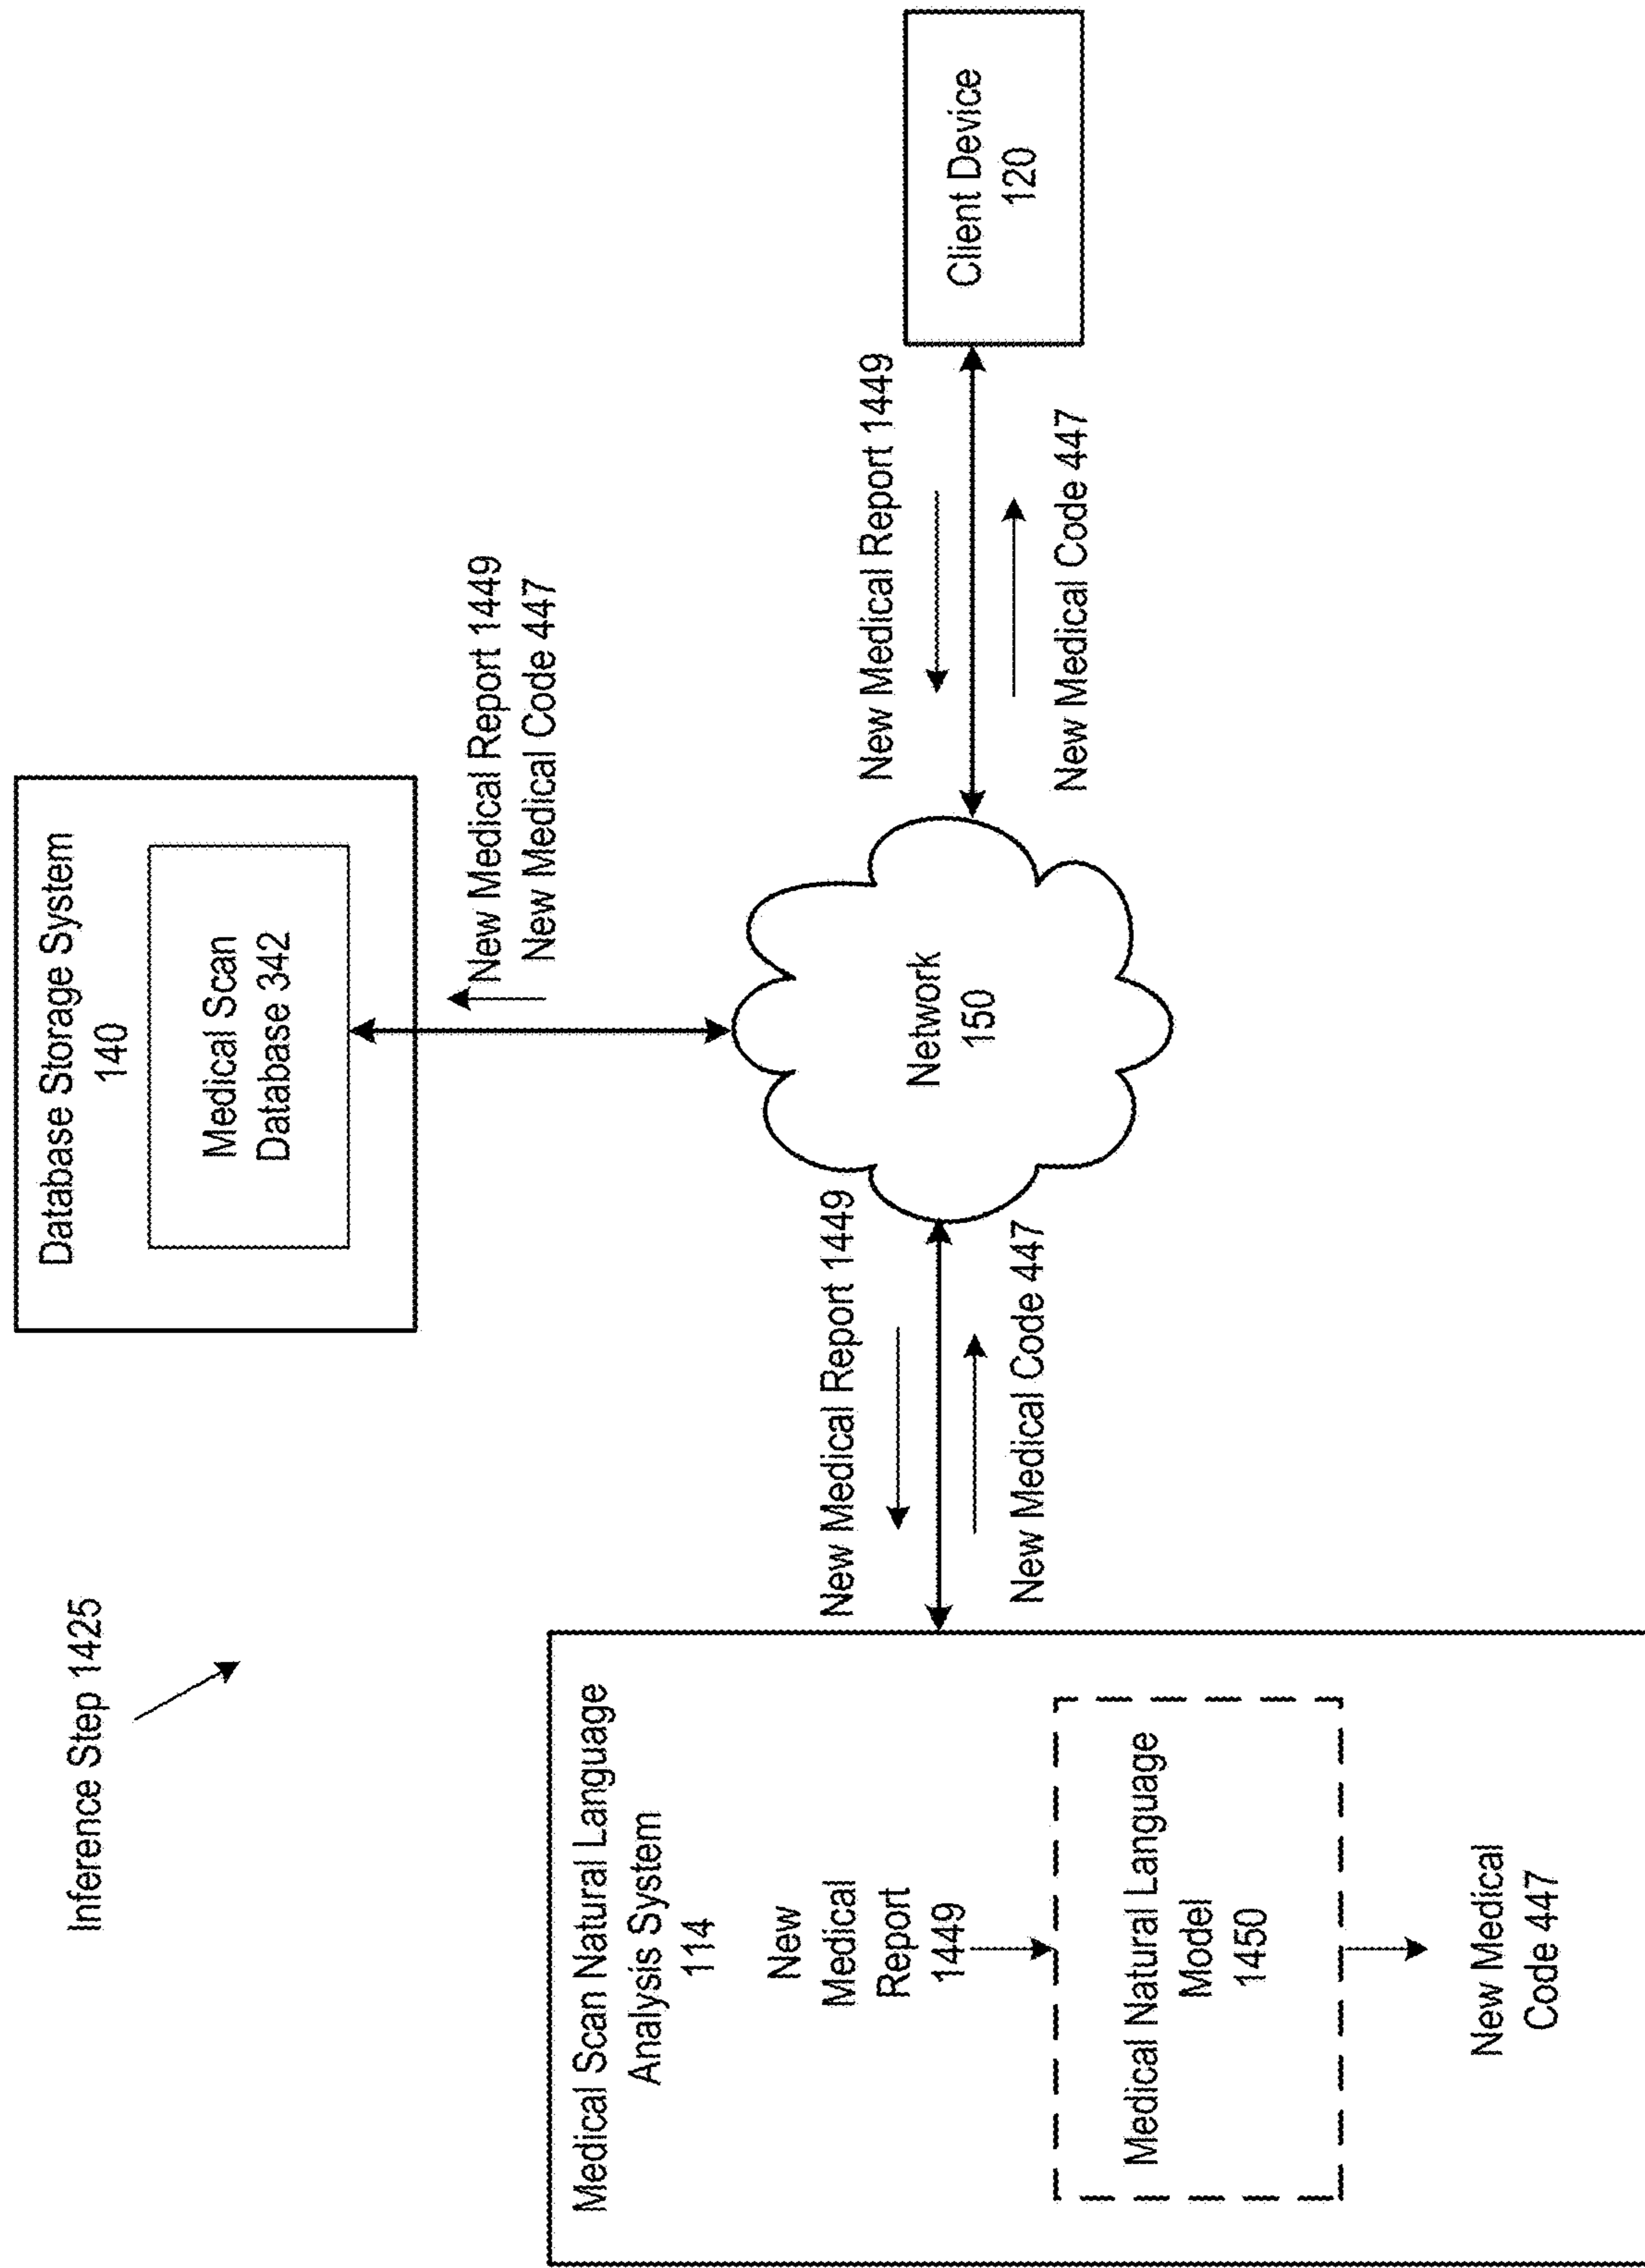 Inference Step 1425
Database Storage System
140
Medical Scan
Database 342
New Medical Report 1449
New Medical Code 447
Medical Scan Natural Language
Analysis System
114
New
Medical
Report
1449
Medical Natural Language
Model
1450
New Medical
Code 447
New Medical Report 1449
New Medical Code 447
Network
150
New Medical Report 1449
New Medical Code 447
Client Device
120